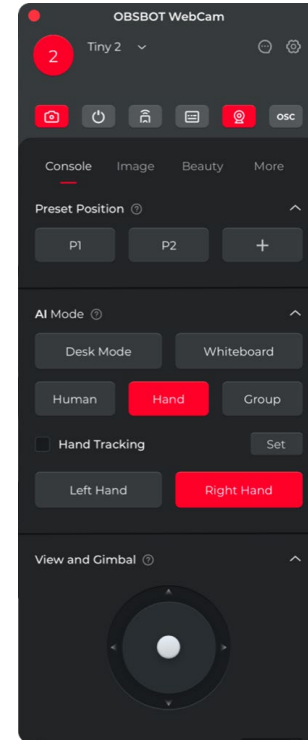 OBSBOT WebCam
2 Tiny 2
OSC
Console Image Beauty More
Preset Position ?
P1 P2 +
AI Mode ?
Desk Mode Whiteboard
Human Hand Group
Hand Tracking Set
Left Hand Right Hand
View and Gimbal ?